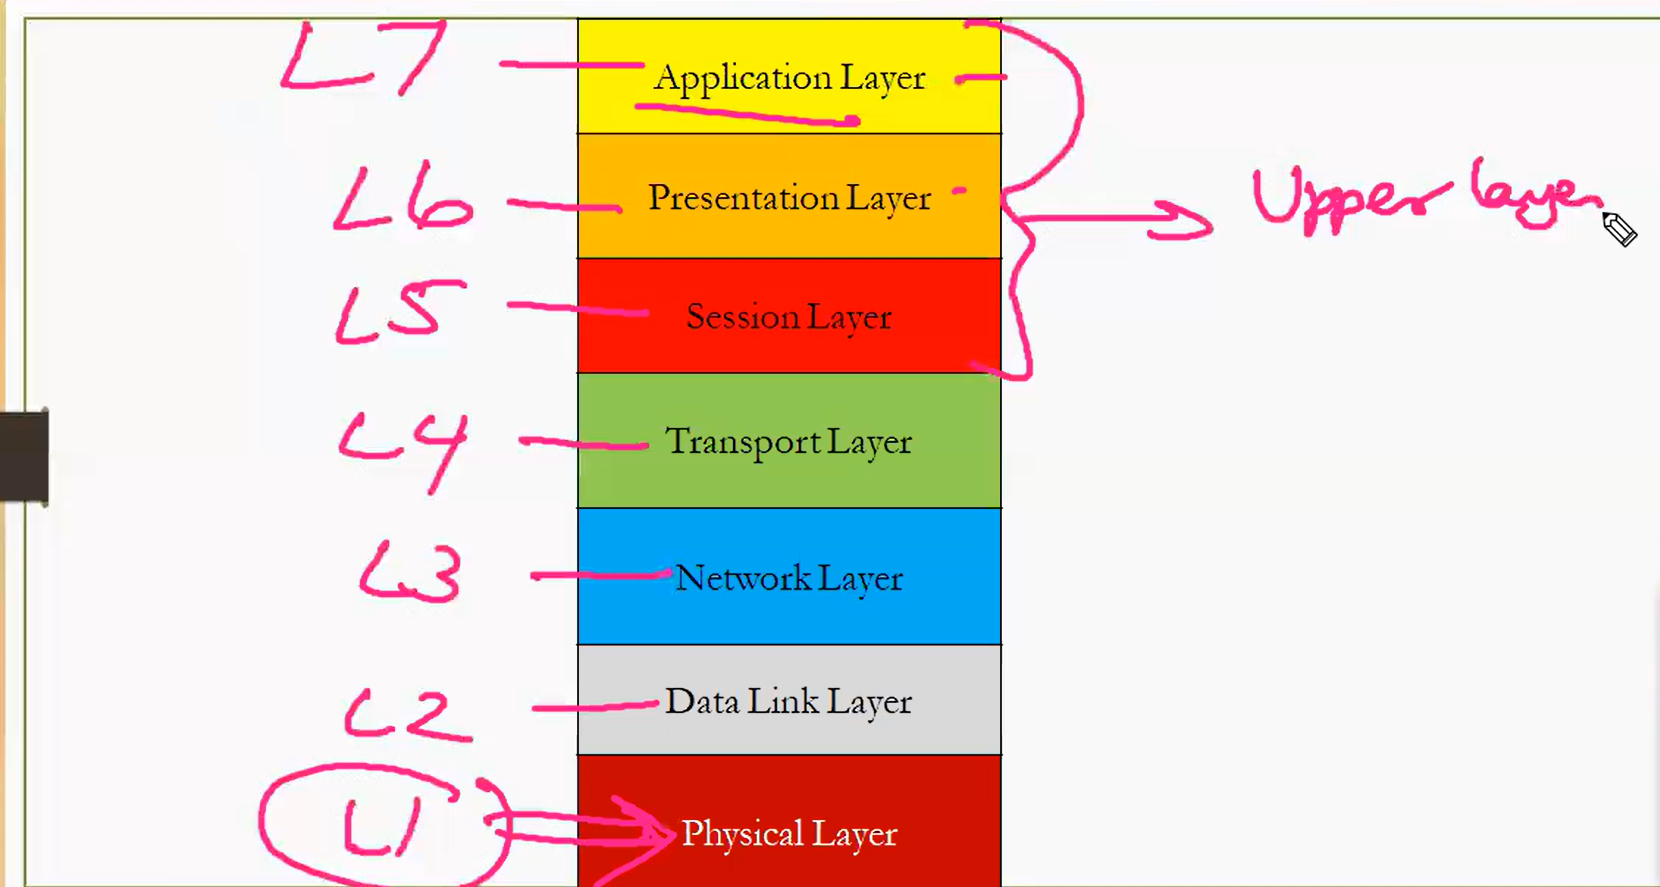 L7 Application Layer
L6 Presentation Layer Upper layer
L5 Session Layer
L4 Transport Layer
L3 Network Layer
L2 Data Link Layer
L1 Physical Layer